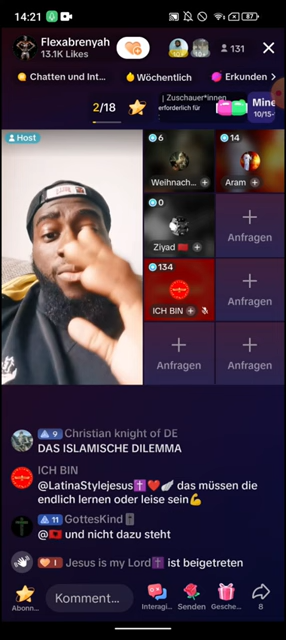 14:21
87
Flexabrenyah
13.1K Likes
131
Chatten und Int...
Wöchentlich
Erkunden
2/18
Zuschauer*innen
erforderlich für
Mine
10/15-
Host
6
Weihnach...
14
Aram
0
Ziyad
Anfragen
134
ICH BIN
Anfragen
Anfragen
Anfragen
9 Christian knight of DE
DAS ISLAMISCHE DILEMMA
ICH BIN
@LatinaStylejesus✝️❤️🕊️ das müssen die
endlich lernen oder leise sein💪
11 GottesKind✝️
@🇲🇦 und nicht dazu steht
1 Jesus is my Lord✝️ ist beigetreten
Abonn...
Komment...
Interagi...
Senden
Gesche...
8